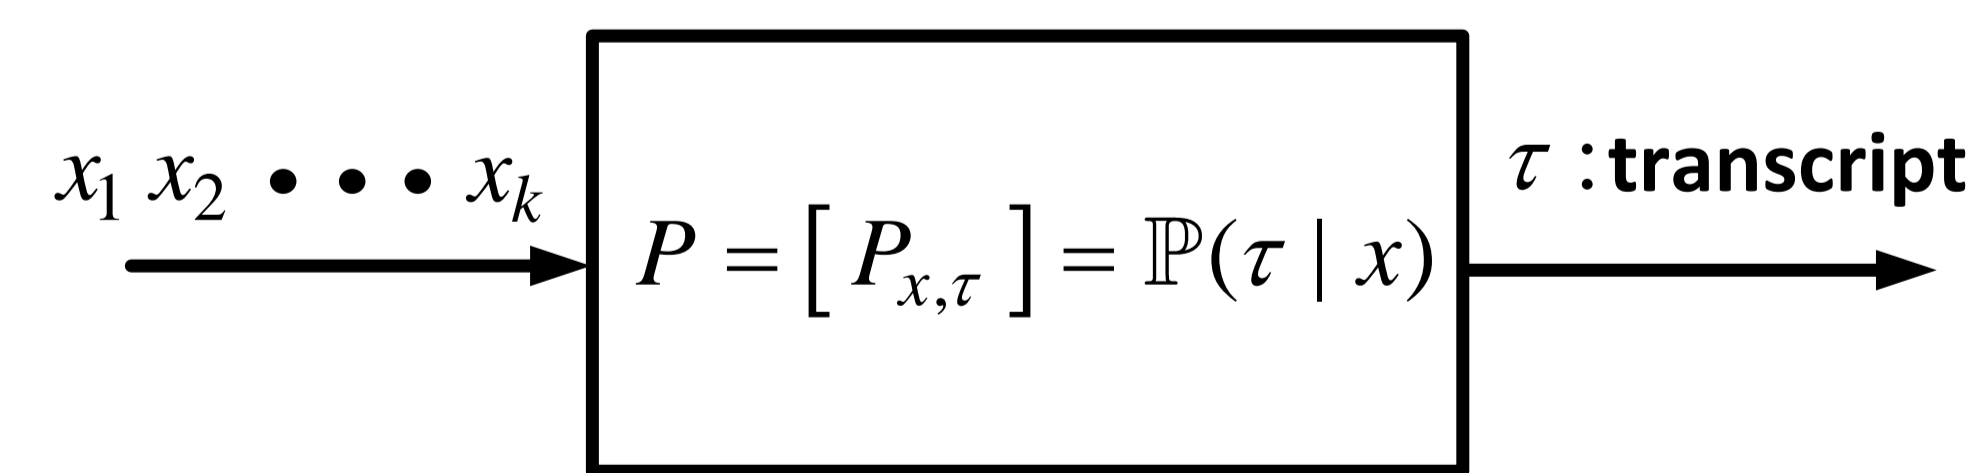 x₁ x₂ • • • xₖ
P = [ P_{x,τ} ] = ℙ(τ | x)
τ : transcript